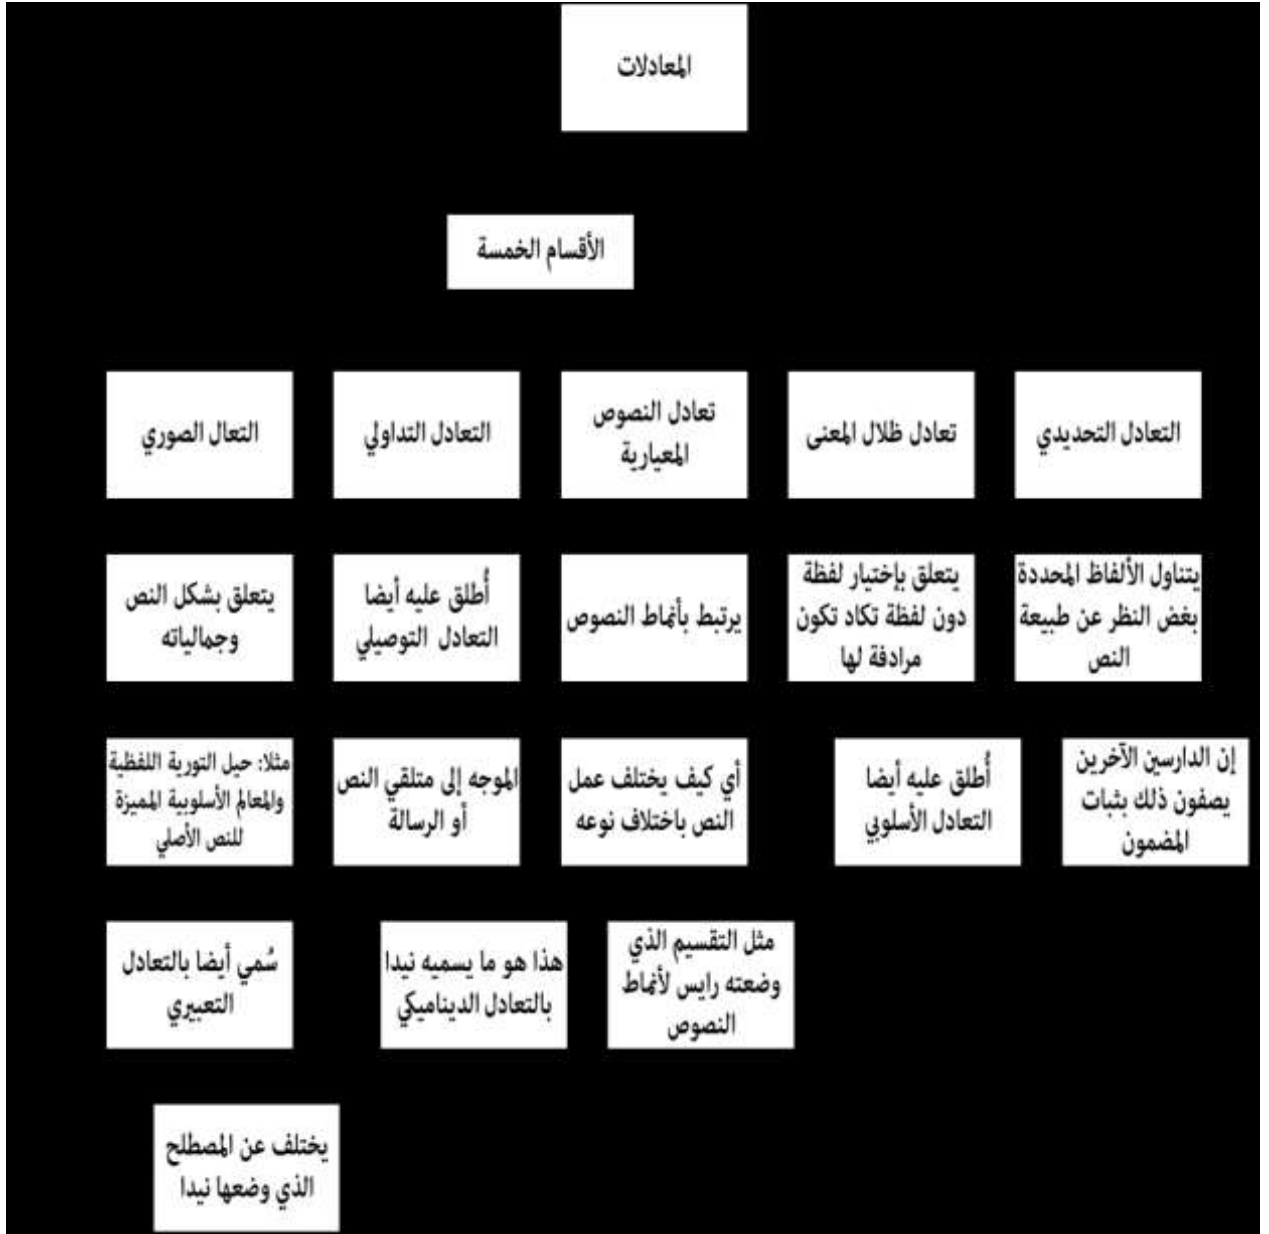 المعادلات
الأقسام الخمسة
التعادل التحديدي
تعادل ظلال المعنى
تعادل النصوص
المعيارية
التعادل التداولي
التعال الصوري
يتناول الألفاظ المحددة
بغض النظر عن طبيعة
النص
يتعلق بإختيار لفظة
دون لفظة تكاد تكون
مرادفة لها
يرتبط بأنماط النصوص
أُطلق عليه أيضا
التعادل التوصيلي
يتعلق بشكل النص
وجمالياته
إن الدارسين الآخرين
يصفون ذلك بثبات
المضمون
أُطلق عليه أيضا
التعادل الأسلوبي
أي كيف يختلف عمل
النص باختلاف نوعه
الموجه إلى متلقي النص
أو الرسالة
مثلا: حيل التورية اللفظية
والمعالم الأسلوبية المميزة
للنص الأصلي
مثل التقسيم الذي
وضعته رايس لأنماط
النصوص
هذا هو ما يسميه نيدا
بالتعادل الديناميكي
سُمي أيضا بالتعادل
التعبيري
يختلف عن المصطلح
الذي وضعها نيدا